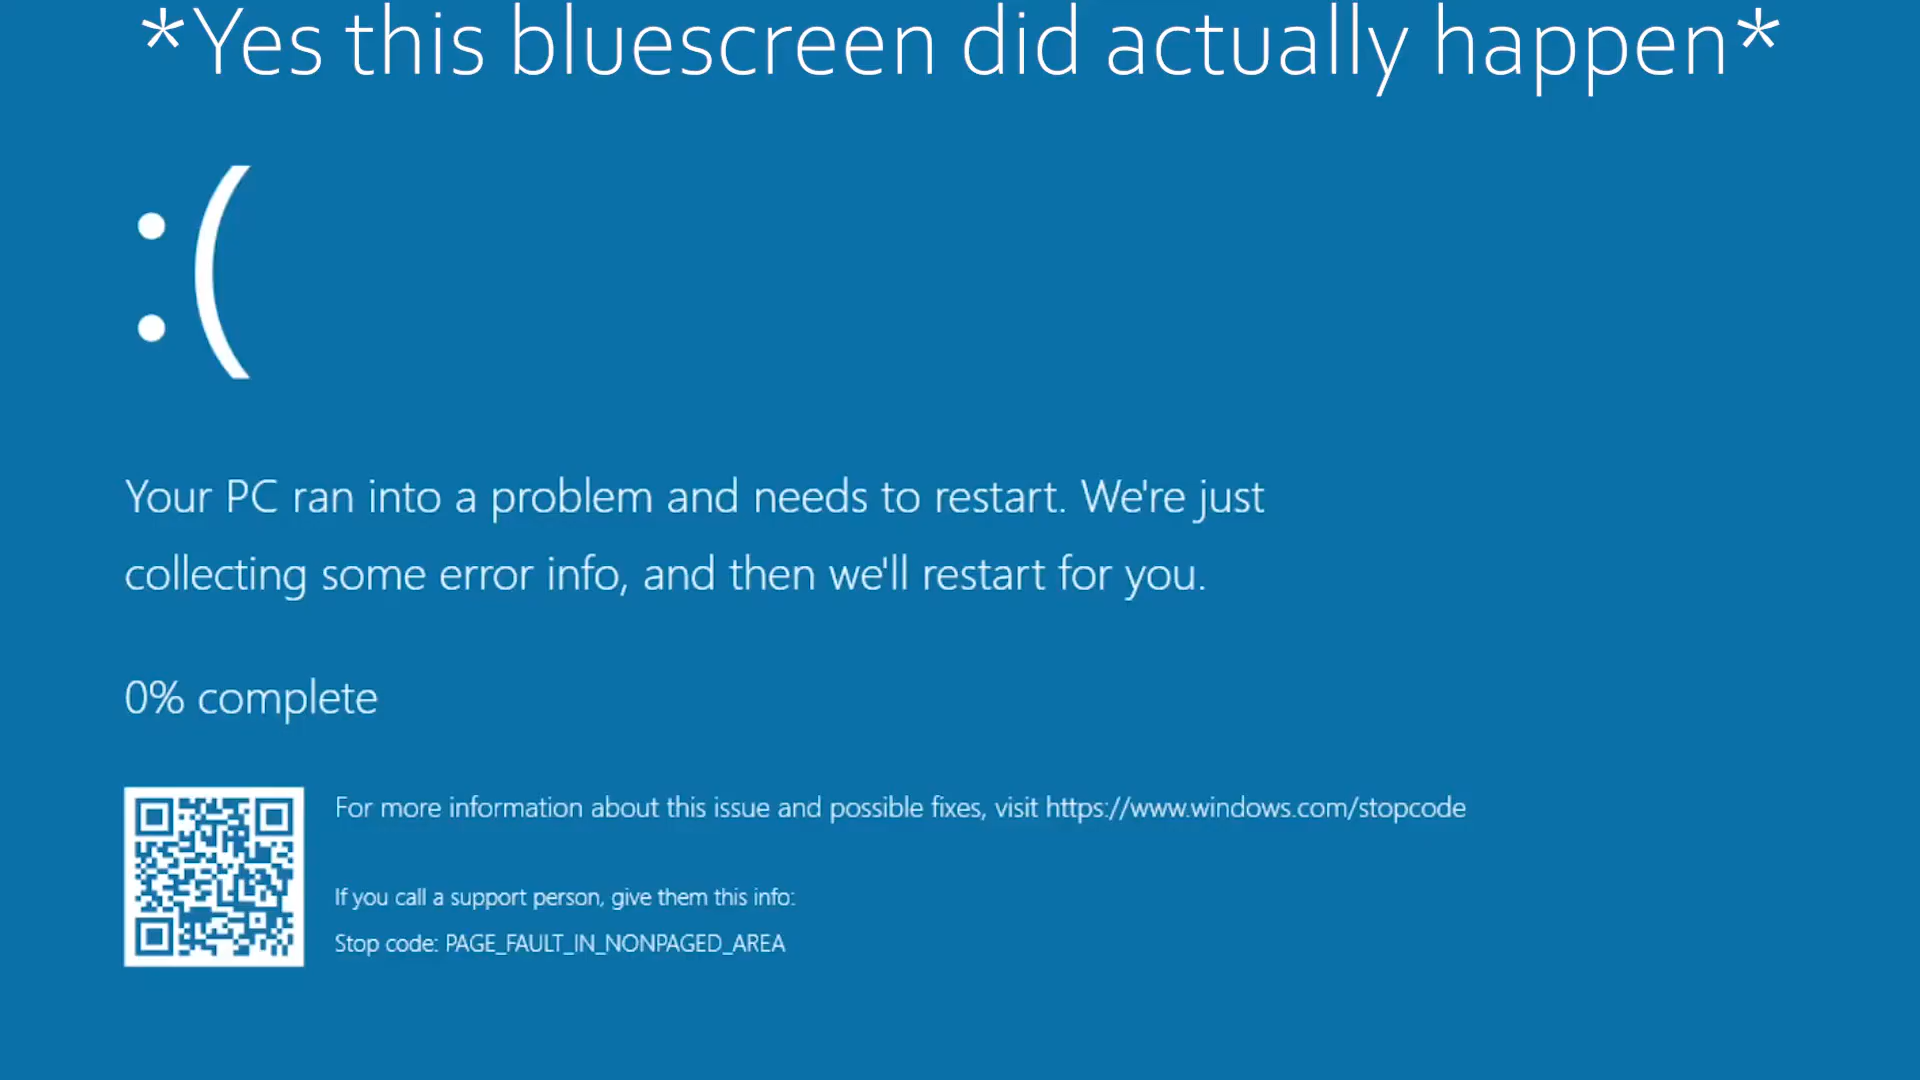 *Yes this bluescreen did actually happen*
:(
Your PC ran into a problem and needs to restart. We're just
collecting some error info, and then we'll restart for you.
0% complete
For more information about this issue and possible fixes, visit https://www.windows.com/stopcode
If you call a support person, give them this info:
Stop code: PAGE_FAULT_IN_NONPAGED_AREA